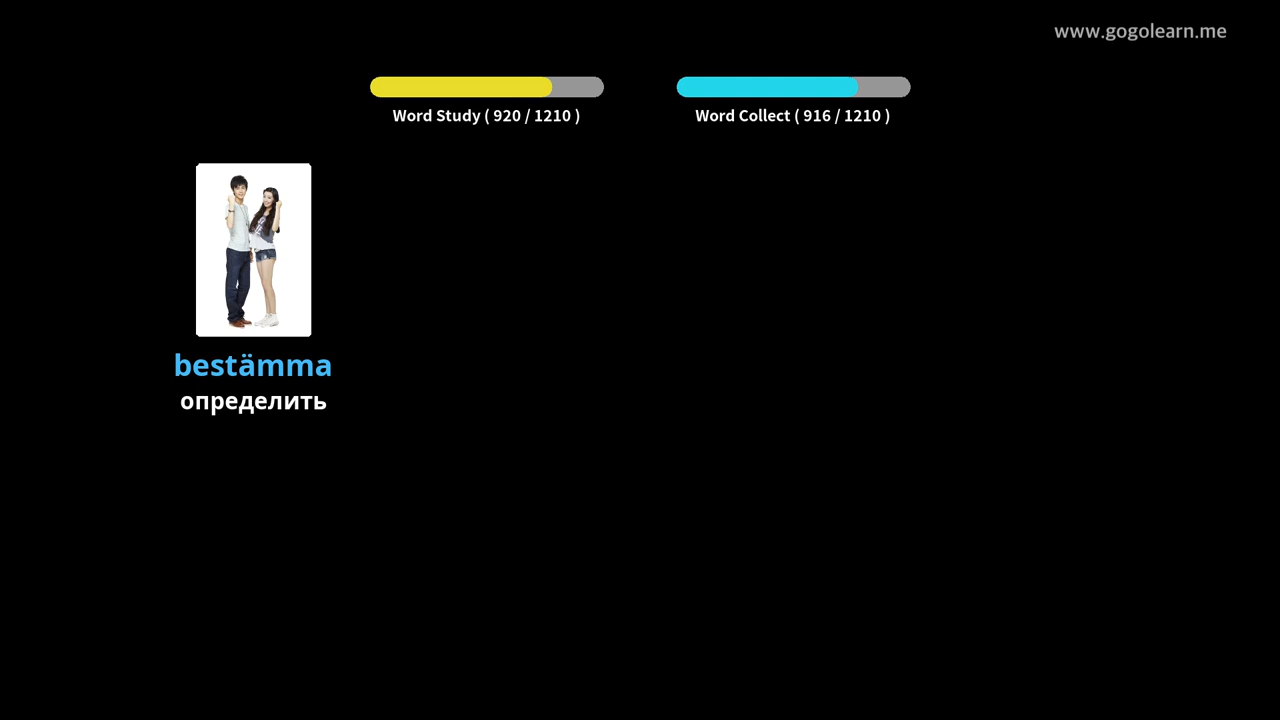 www.gogolearn.me
Word Study ( 920 / 1210 )
Word Collect ( 916 / 1210 )
bestämma
определить